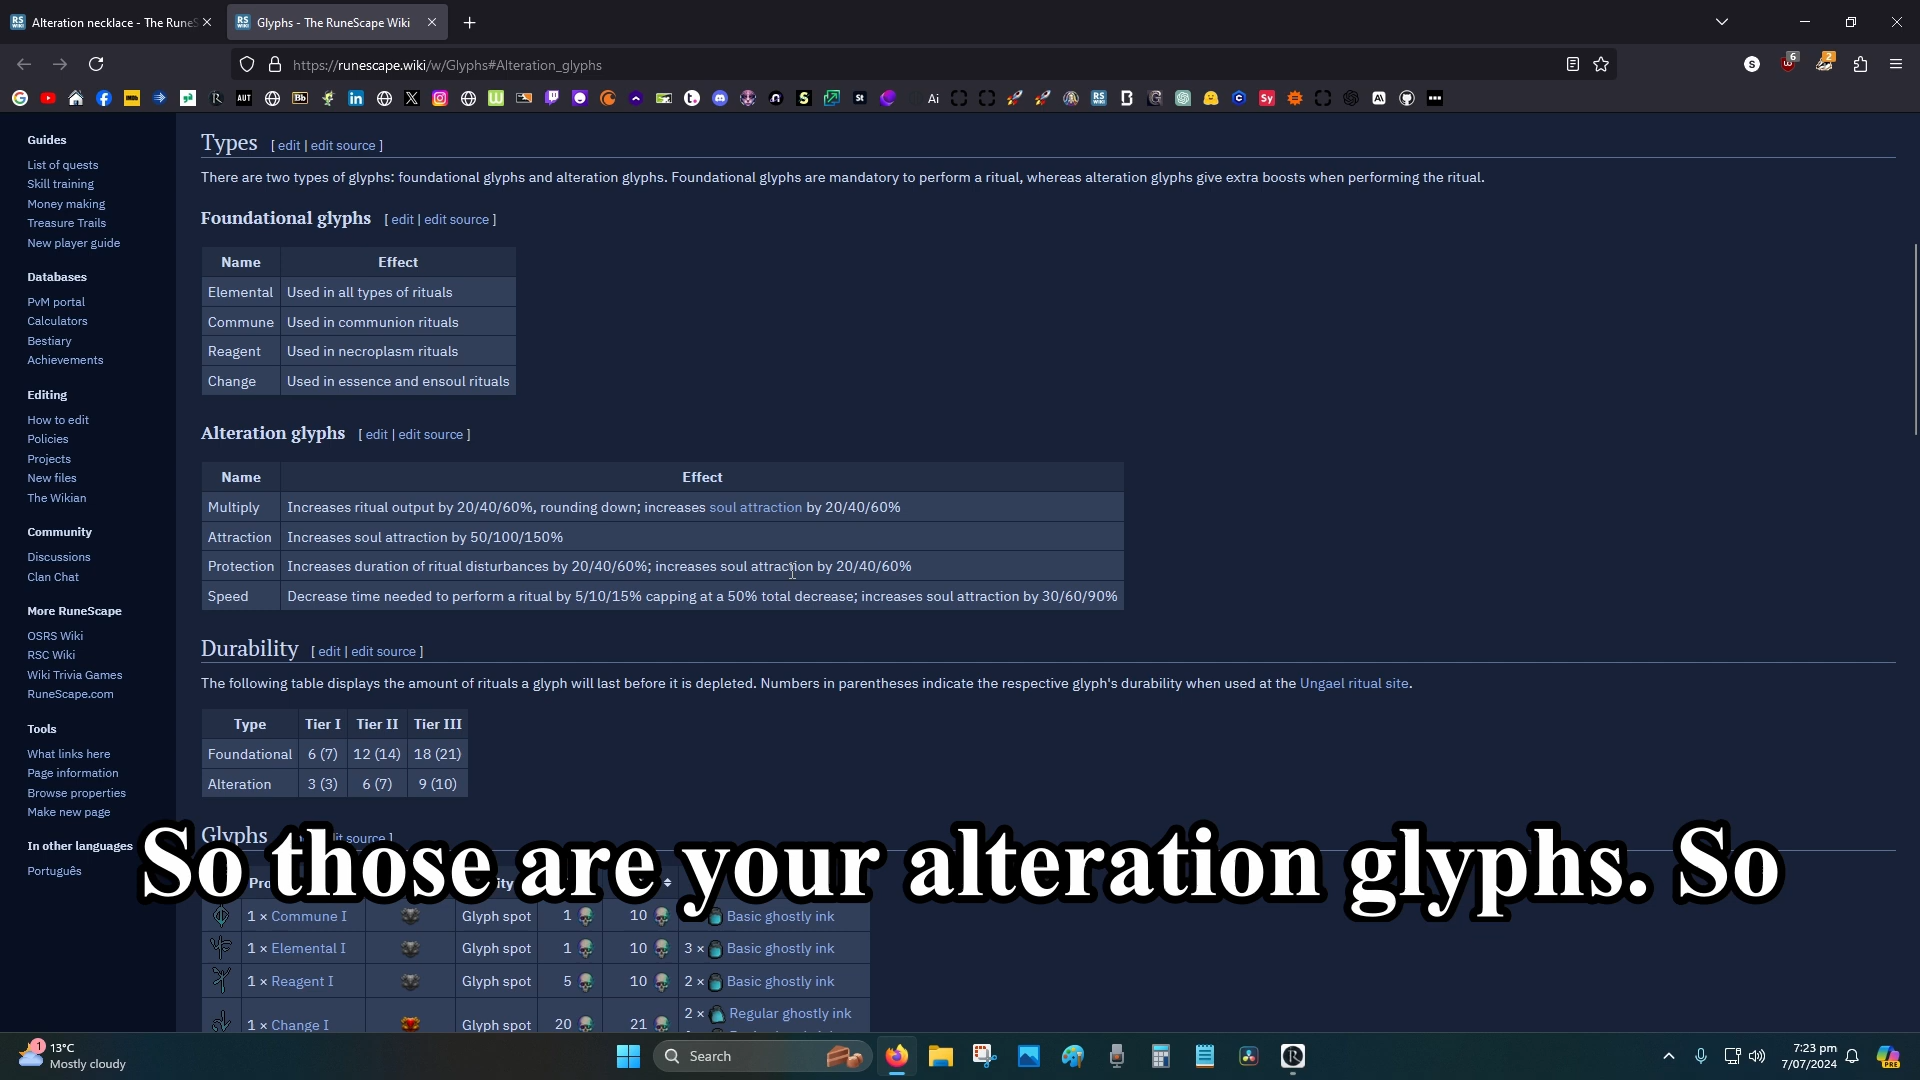 Alteration necklace - The RuneS
Glyphs - The RuneScape Wiki
https://runescape.wiki/w/Glyphs#Alteration_glyphs
S
6
2
Guides
List of quests
Skill training
Money making
Treasure Trails
New player guide
Databases
PvM portal
Calculators
Bestiary
Achievements
Editing
How to edit
Policies
Projects
New files
The Wikian
Community
Discussions
Clan Chat
More RuneScape
OSRS Wiki
RSC Wiki
Wiki Trivia Games
RuneScape.com
Tools
What links here
Page information
Browse properties
Make new page
In other languages
Português
Types [ edit | edit source ]
There are two types of glyphs: foundational glyphs and alteration glyphs. Foundational glyphs are mandatory to perform a ritual, whereas alteration glyphs give extra boosts when performing the ritual.
Foundational glyphs [ edit | edit source ]
Name Effect
Elemental Used in all types of rituals
Commune Used in communion rituals
Reagent Used in necroplasm rituals
Change Used in essence and ensoul rituals
Alteration glyphs [ edit | edit source ]
Name Effect
Multiply Increases ritual output by 20/40/60%, rounding down; increases soul attraction by 20/40/60%
Attraction Increases soul attraction by 50/100/150%
Protection Increases duration of ritual disturbances by 20/40/60%; increases soul attraction by 20/40/60%
Speed Decrease time needed to perform a ritual by 5/10/15% capping at a 50% total decrease; increases soul attraction by 30/60/90%
Durability [ edit | edit source ]
The following table displays the amount of rituals a glyph will last before it is depleted. Numbers in parentheses indicate the respective glyph's durability when used at the Ungael ritual site.
Type Tier I Tier II Tier III
Foundational 6 (7) 12 (14) 18 (21)
Alteration 3 (3) 6 (7) 9 (10)
Glyphs
So those are your alteration glyphs. So
1 × Commune I Glyph spot 1 10 Basic ghostly ink
1 × Elemental I Glyph spot 1 10 3 × Basic ghostly ink
1 × Reagent I Glyph spot 5 10 2 × Basic ghostly ink
1 × Change I Glyph spot 20 21 2 × Regular ghostly ink
1
13°C
Mostly cloudy
Search
7:23 pm
7/07/2024